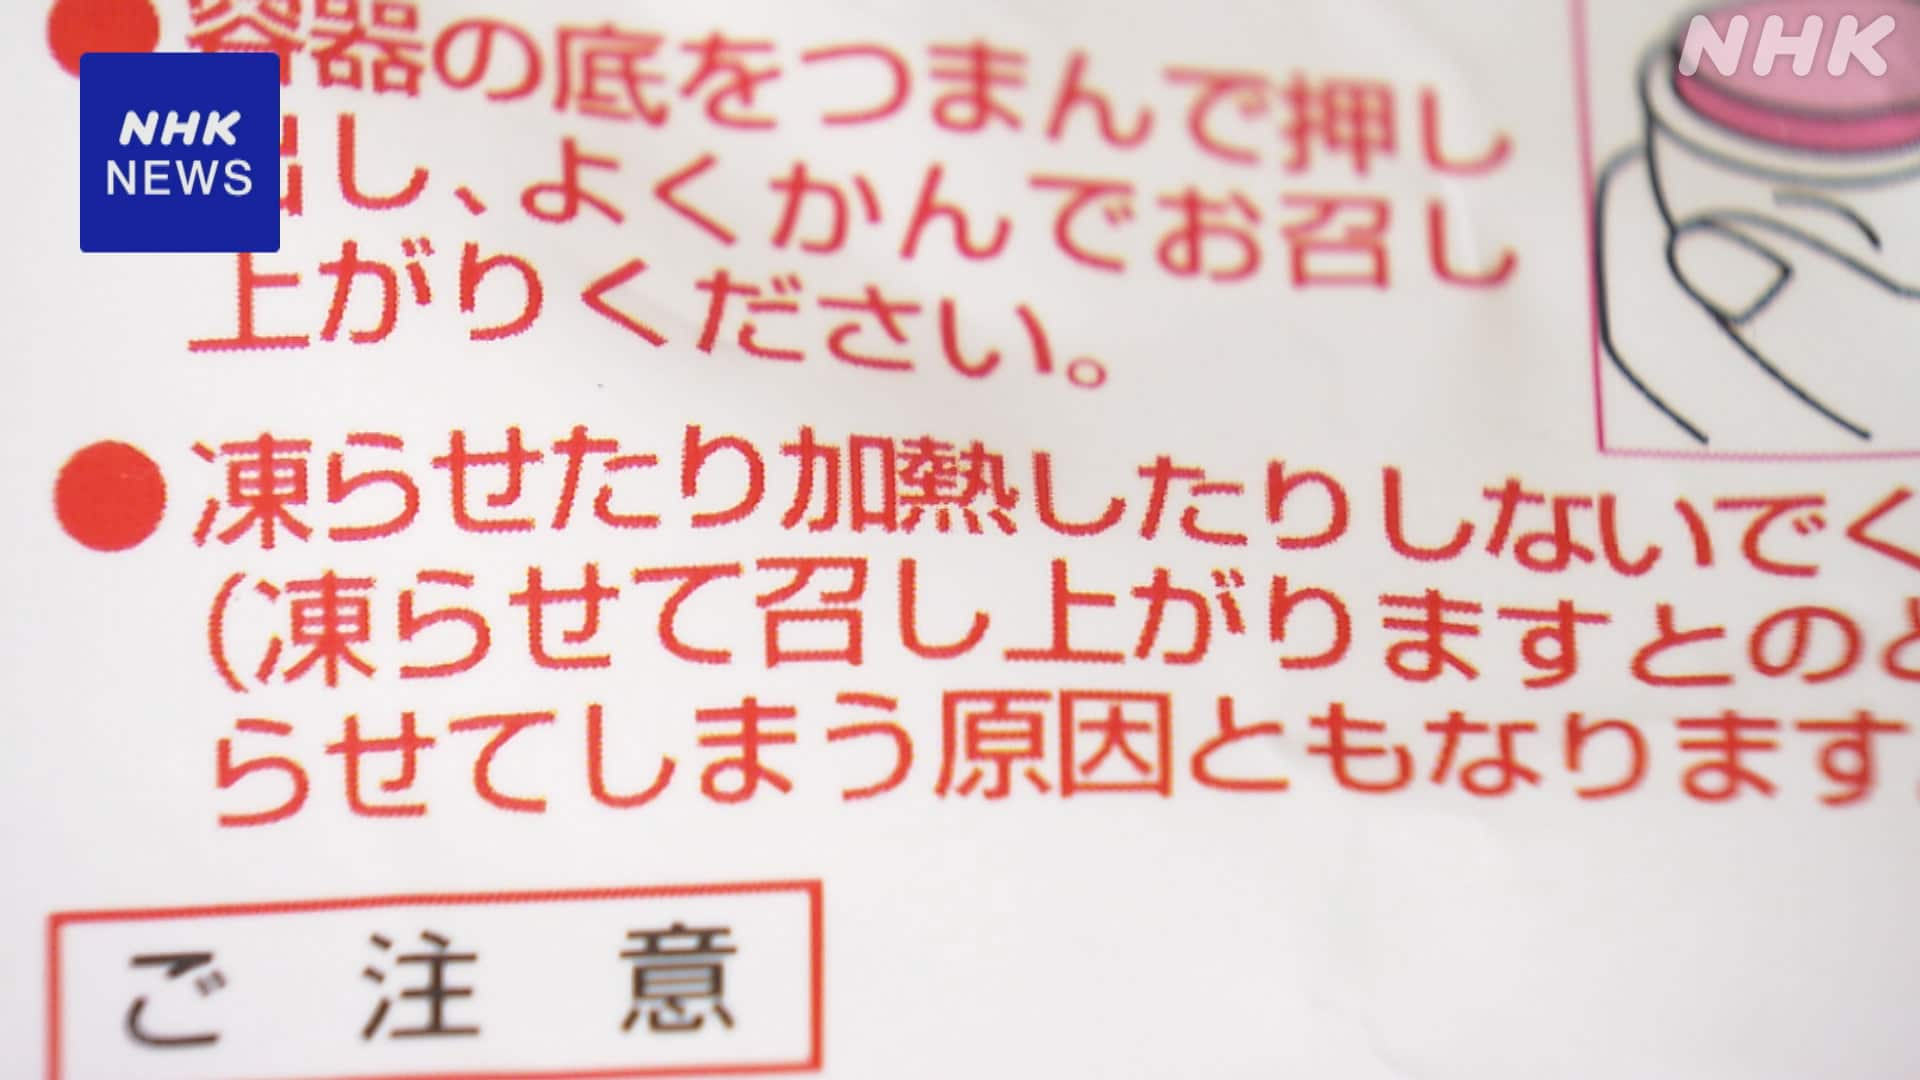 NHK
NHK
NEWS
容器の底をつまんで押し
出し、よくかんでお召し
上がりください。
凍らせたり加熱したりしないでく
(凍らせて召し上がりますとのど
らせてしまう原因ともなります。
ご注意